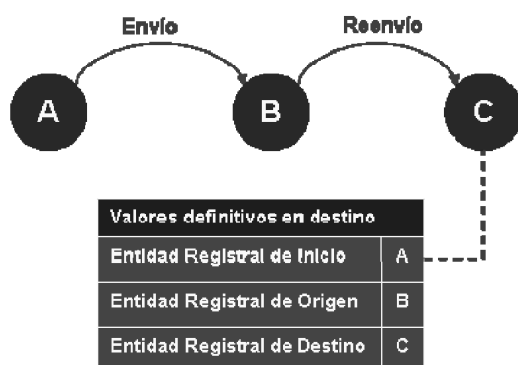 Envío
Reenvío
A
B
C
Valores definitivos en destino
Entidad Registral de Inicio A
Entidad Registral de Origen B
Entidad Registral de Destino C